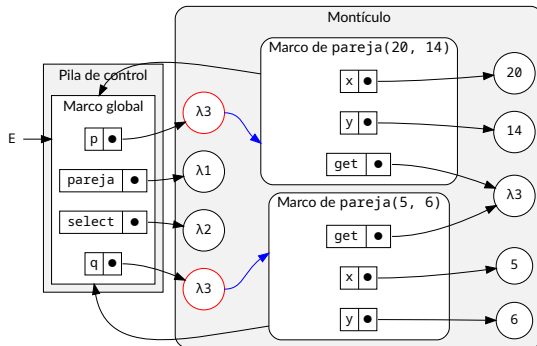 Montículo
Pila de control
Marco global
E
p
pareja
select
q
λ3
λ1
λ2
λ3
Marco de pareja(20, 14)
x
y
get
Marco de pareja(5, 6)
get
x
y
20
14
λ3
5
6